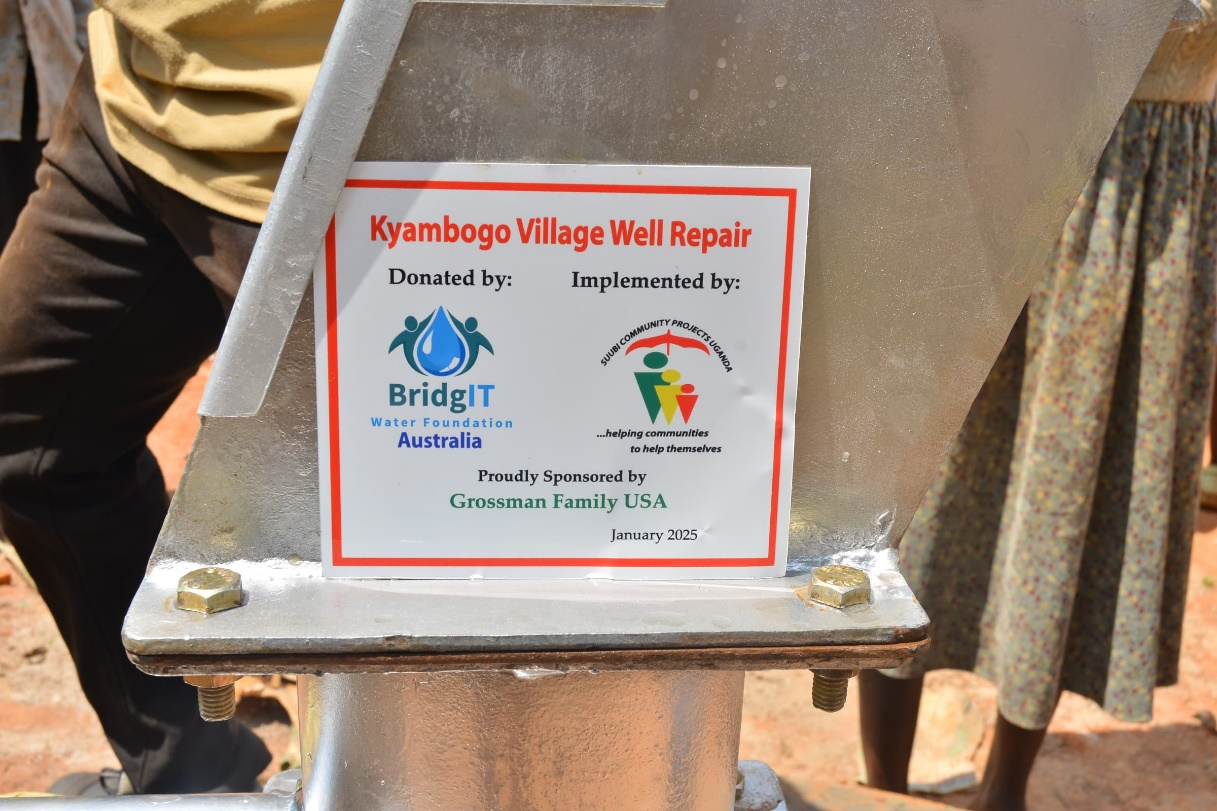 Kyambogo Village Well Repair
Donated by:
Implemented by:
BridgIT
Water Foundation
Australia
SUUBI COMMUNITY PROJECTS UGANDA
...helping communities
to help themselves
Proudly Sponsored by
Grossman Family USA
January 2025